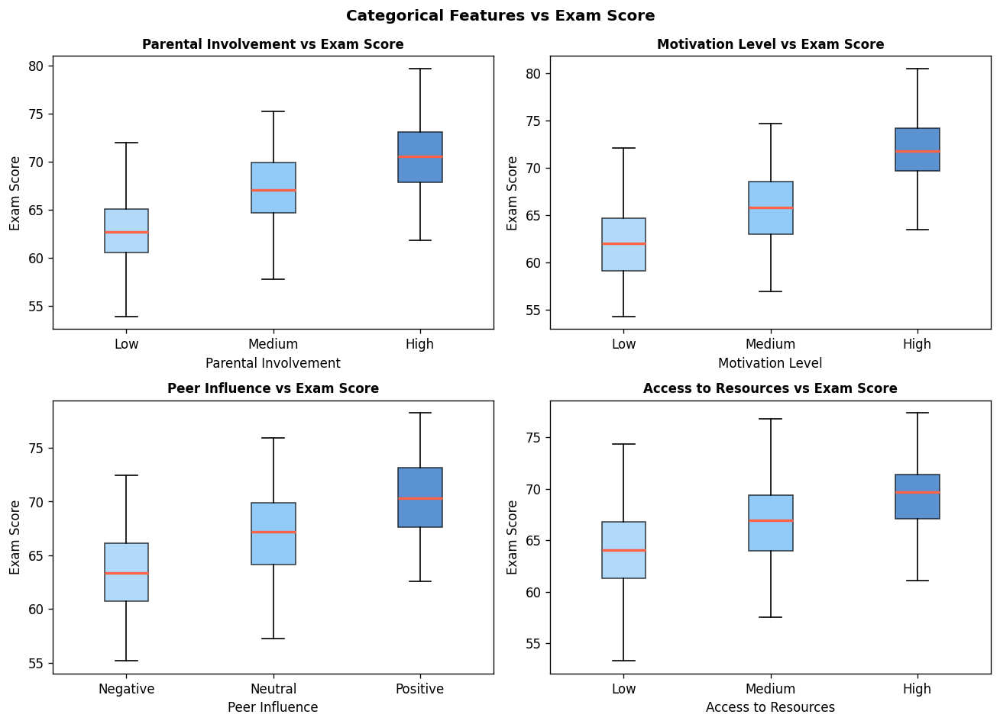 Categorical Features vs Exam Score
Parental Involvement vs Exam Score
Exam Score
80
75
70
65
60
55
Low Medium High
Parental Involvement
Motivation Level vs Exam Score
Exam Score
80
75
70
65
60
55
Low Medium High
Motivation Level
Peer Influence vs Exam Score
Exam Score
75
70
65
60
55
Negative Neutral Positive
Peer Influence
Access to Resources vs Exam Score
Exam Score
75
70
65
60
55
Low Medium High
Access to Resources